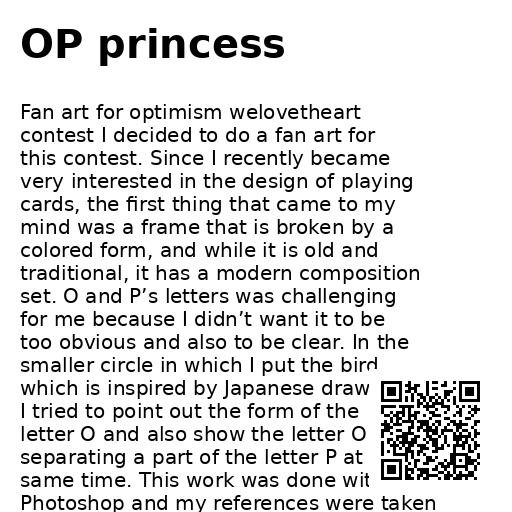 OP princess
Fan art for optimism welovetheart
contest I decided to do a fan art for
this contest. Since I recently became
very interested in the design of playing
cards, the first thing that came to my
mind was a frame that is broken by a
colored form, and while it is old and
traditional, it has a modern composition
set. O and P’s letters was challenging
for me because I didn’t want it to be
too obvious and also to be clear. In the
smaller circle in which I put the bird
which is inspired by Japanese draw
I tried to point out the form of the
letter O and also show the letter O
separating a part of the letter P at
same time. This work was done wit
Photoshop and my references were taken